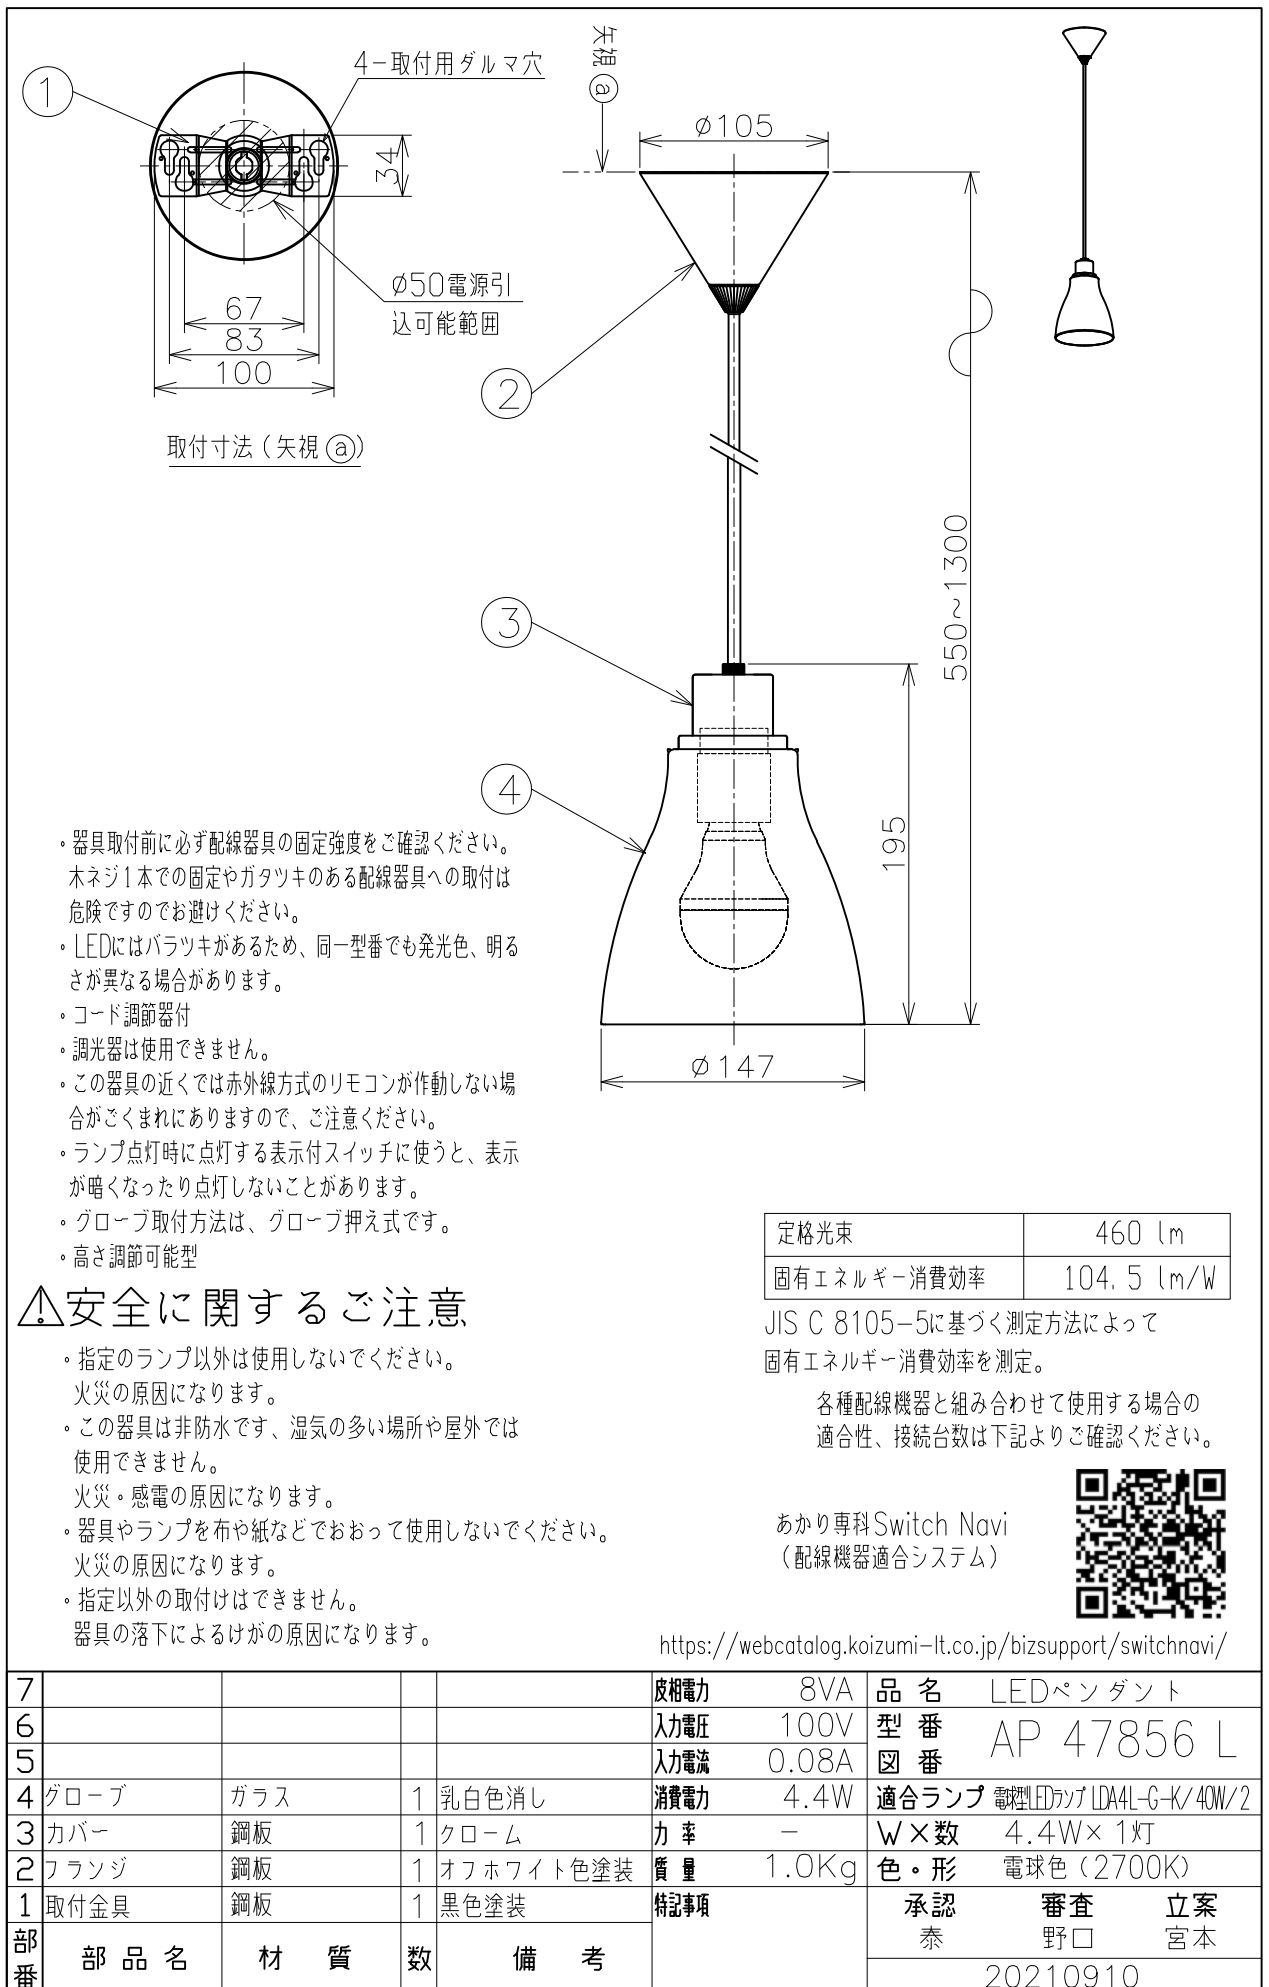 ①
4-取付用ダルマ穴
矢視 ⓐ
φ105
34
φ50電源引
込可能範囲
67
83
100
②
取付寸法（矢視ⓐ）
550~1300
③
④
195
φ147
・器具取付前に必ず配線器具の固定強度をご確認ください。
木ネジ1本での固定やガタツキのある配線器具への取付は
危険ですのでお避けください。
・LEDにはバラツキがあるため、同一型番でも発光色、明る
さが異なる場合があります。
・コード調節器付
・調光器は使用できません。
・この器具の近くでは赤外線方式のリモコンが作動しない場
合がごくまれにありますので、ご注意ください。
・ランプ点灯時に点灯する表示付スイッチに使うと、表示
が暗くなったり点灯しないことがあります。
・グローブ取付方法は、グローブ押え式です。
・高さ調節可能型
⚠安全に関するご注意
・指定のランプ以外は使用しないでください。
火災の原因になります。
・この器具は非防水です、湿気の多い場所や屋外では
使用できません。
火災・感電の原因になります。
・器具やランプを布や紙などでおおって使用しないでください。
火災の原因になります。
・指定以外の取付けはできません。
器具の落下によるけがの原因になります。
定格光束 460 lm
固有エネルギー消費効率 104.5 lm/W
JIS C 8105-5に基づく測定方法によって
固有エネルギー消費効率を測定。
各種配線機器と組み合わせて使用する場合の
適合性、接続台数は下記よりご確認ください。
あかり専科Switch Navi
（配線機器適合システム）
https://webcatalog.koizumi-lt.co.jp/bizsupport/switchnavi/
7 皮相電力 8VA 品名 LEDペンダント
6 入力電圧 100V 型番 AP 47856 L
5 入力電流 0.08A 図番
4 グローブ ガラス 1 乳白色消し 消費電力 4.4W 適合ランプ 電球型LEDランプ LDA4L-G-K/40W/2
3 カバー 鋼板 1 クローム 力率 - W×数 4.4W× 1灯
2 フランジ 鋼板 1 オフホワイト色塗装 質量 1.0Kg 色・形 電球色（2700K）
1 取付金具 鋼板 1 黒色塗装 特記事項 承認 審査 立案
泰 野口 宮本
部番 部品名 材質 数 備考
20210910